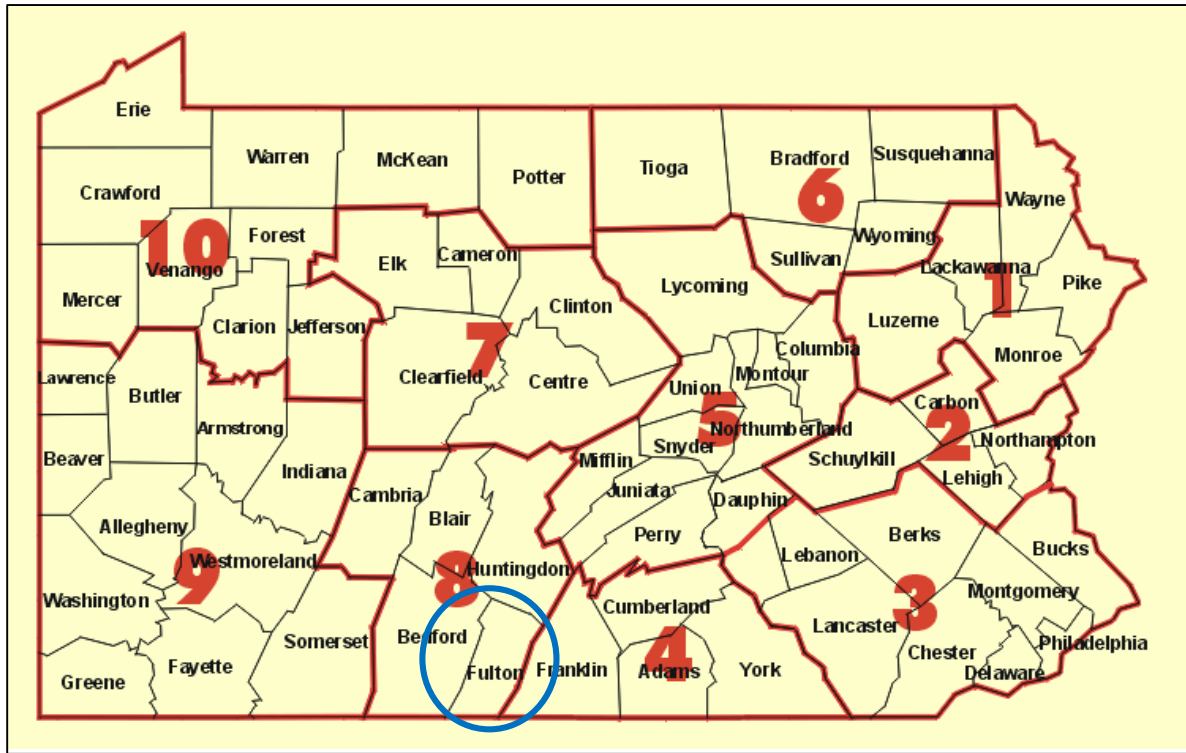 Erie
Warren
McKean
Potter
Tioga
Bradford
Susquehanna
Wayne
Crawford
6
10
Forest
Venango
Elk
Cameron
Sullivan
Wyoming
Lackawanna
1
Pike
Mercer
Clarion
Jefferson
Clinton
Lycoming
Luzerne
7
Columbia
Monroe
Lawrence
Butler
Clearfield
Centre
Union
Montour
Carbon
5
2
Armstrong
Northumberland
Northampton
Beaver
Indiana
Snyder
Mifflin
Schuylkill
Lehigh
Cambria
Juniata
Dauphin
Allegheny
Blair
Perry
Berks
Bucks
Lebanon
Westmoreland
9
8
Huntingdon
Washington
Cumberland
3
Montgomery
Lancaster
Somerset
Bedford
Philadelphia
Fayette
4
Chester
Greene
Fulton
Franklin
Adams
York
Delaware